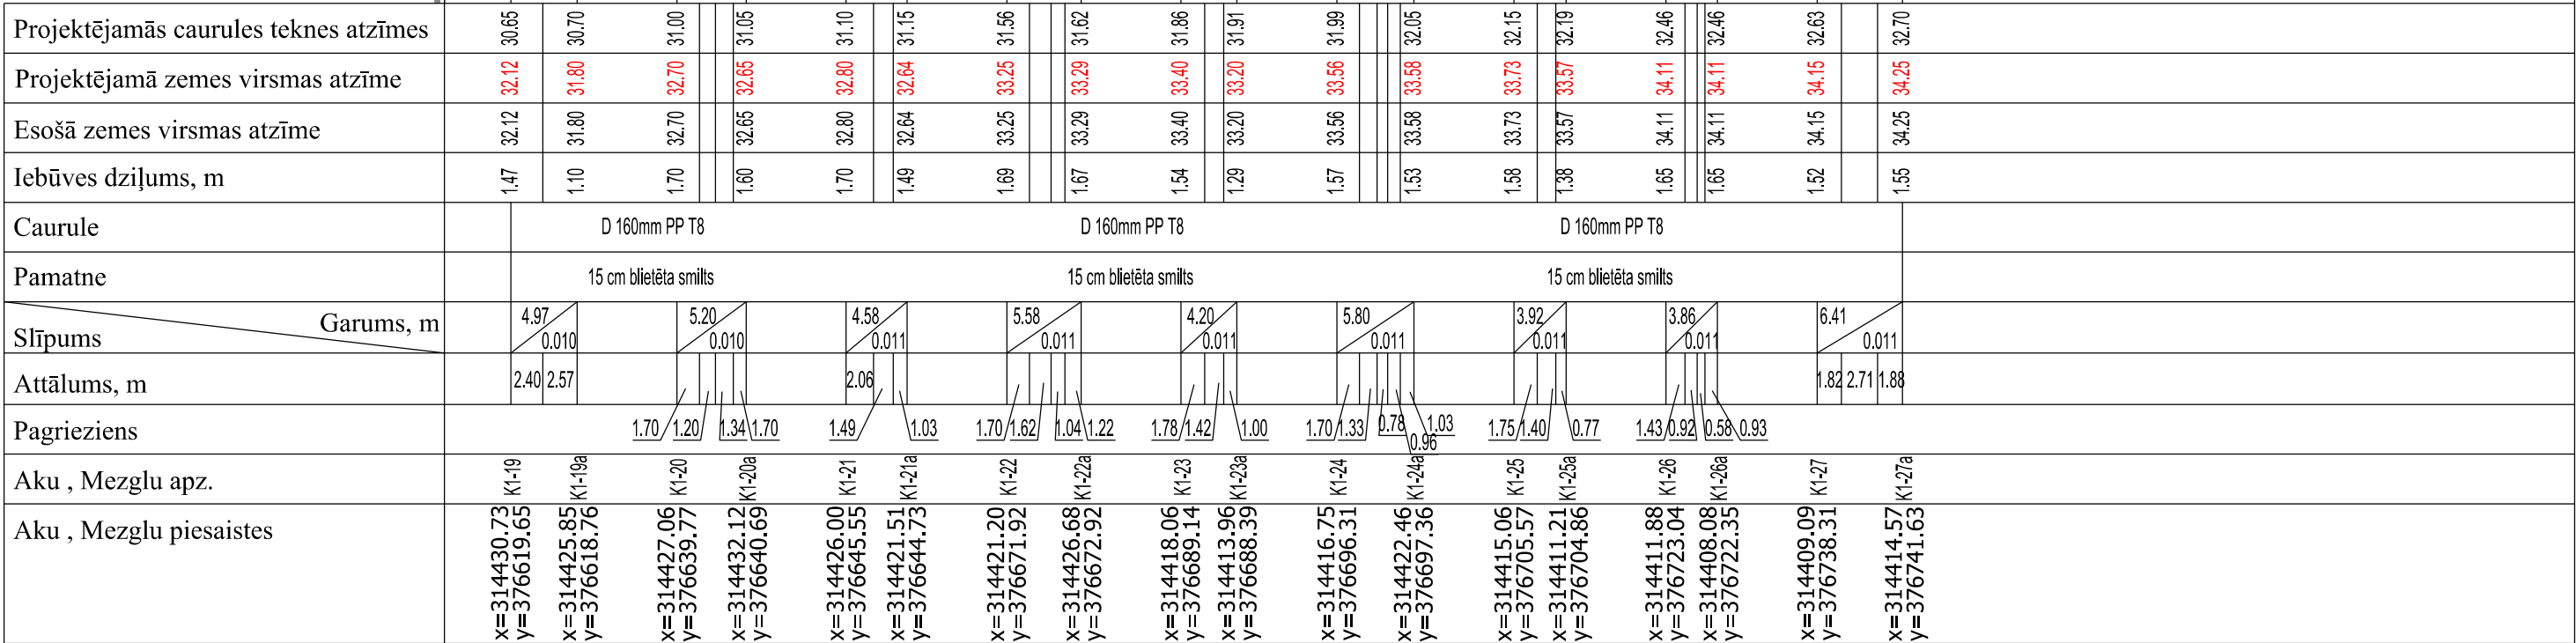 Projektējamās caurules teknes atzīmes 30.65 30.70 31.00 31.05 31.10 31.15 31.56 31.62 31.86 31.91 31.99 32.05 32.15 32.19 32.46 32.46 32.63 32.70
Projektējamā zemes virsmas atzīme 32.12 31.80 32.70 32.65 32.80 32.64 33.25 33.29 33.40 33.20 33.56 33.58 33.73 33.57 34.11 34.11 34.15 34.25
Esošā zemes virsmas atzīme 32.12 31.80 32.70 32.65 32.80 32.64 33.25 33.29 33.40 33.20 33.56 33.58 33.73 33.57 34.11 34.11 34.15 34.25
Iebūves dziļums, m 1.47 1.10 1.70 1.60 1.70 1.49 1.69 1.67 1.54 1.29 1.57 1.53 1.58 1.38 1.65 1.65 1.52 1.55
Caurule D 160mm PP T8 D 160mm PP T8 D 160mm PP T8
Pamatne 15 cm blietēta smilts 15 cm blietēta smilts 15 cm blietēta smilts
Garums, m 4.97 5.20 4.58 5.58 4.20 5.80 3.92 3.86 6.41
Slīpums 0.010 0.010 0.011 0.011 0.011 0.011 0.011 0.011 0.011
Attālums, m 2.40 2.57 2.06 1.82 2.71 1.88
Pagrieziens 1.70 1.20 1.34 1.70 1.49 1.03 1.70 1.62 1.04 1.22 1.78 1.42 1.00 1.70 1.33 0.78 0.96 1.03 1.75 1.40 0.77 1.43 0.92 0.58 0.93
Aku , Mezglu apz. K1-19 K1-19a K1-20 K1-20a K1-21 K1-21a K1-22 K1-22a K1-23 K1-23a K1-24 K1-24a K1-25 K1-25a K1-26 K1-26a K1-27 K1-27a
Aku , Mezglu piesaistes
x=314430.73
y=376619.65
x=314425.85
y=376618.76
x=314427.06
y=376639.77
x=314432.12
y=376640.69
x=314426.00
y=376645.55
x=314421.51
y=376644.73
x=314421.20
y=376671.92
x=314426.68
y=376672.92
x=314418.06
y=376689.14
x=314413.96
y=376688.39
x=314416.75
y=376696.31
x=314422.46
y=376697.36
x=314415.06
y=376705.57
x=314411.21
y=376704.86
x=314411.88
y=376723.04
x=314408.08
y=376722.35
x=314409.09
y=376738.31
x=314414.57
y=376741.63